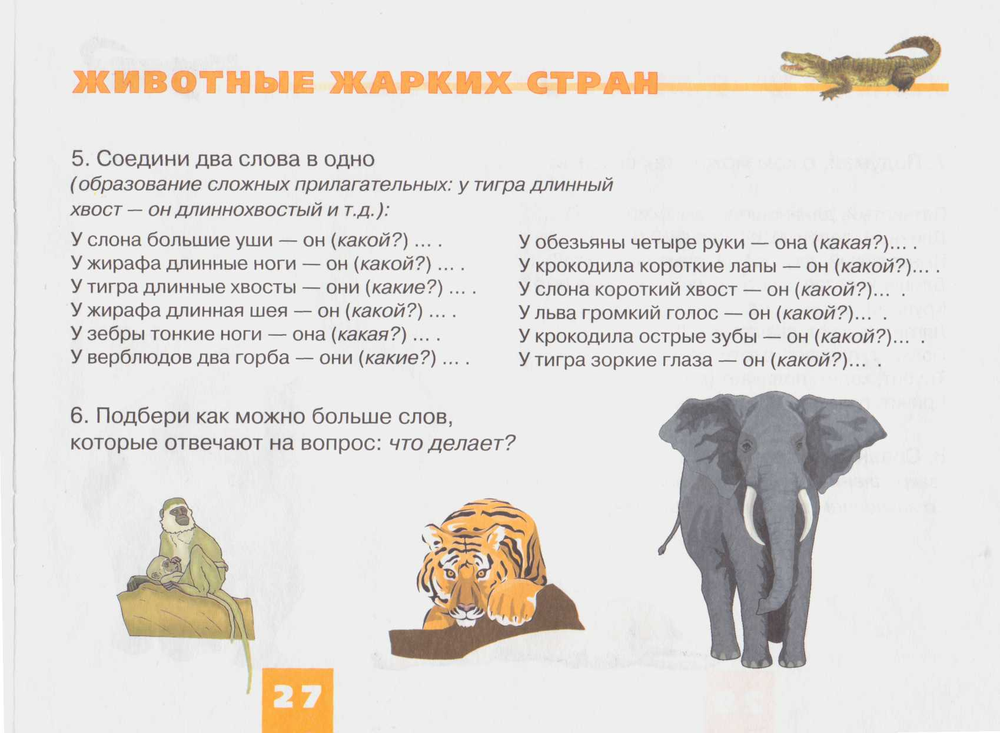 ЖИВОТНЫЕ ЖАРКИХ СТРАН
5. Соедини два слова в одно
(образование сложных прилагательных: у тигра длинный
хвост — он длиннохвостый и т.д.):
У слона большие уши — он (какой?) ... .
У жирафа длинные ноги — он (какой?) ... .
У тигра длинные хвосты — они (какие?) ... .
У жирафа длинная шея — он (какой?) ... .
У зебры тонкие ноги — она (какая?) ... .
У верблюдов два горба — они (какие?) ... .
У обезьяны четыре руки — она (какая?)... .
У крокодила короткие лапы — он (какой?)... .
У слона короткий хвост — он (какой?)... .
У льва громкий голос — он (какой?)... .
У крокодила острые зубы — он (какой?)... .
У тигра зоркие глаза — он (какой?)... .
6. Подбери как можно больше слов,
которые отвечают на вопрос: что делает?
27